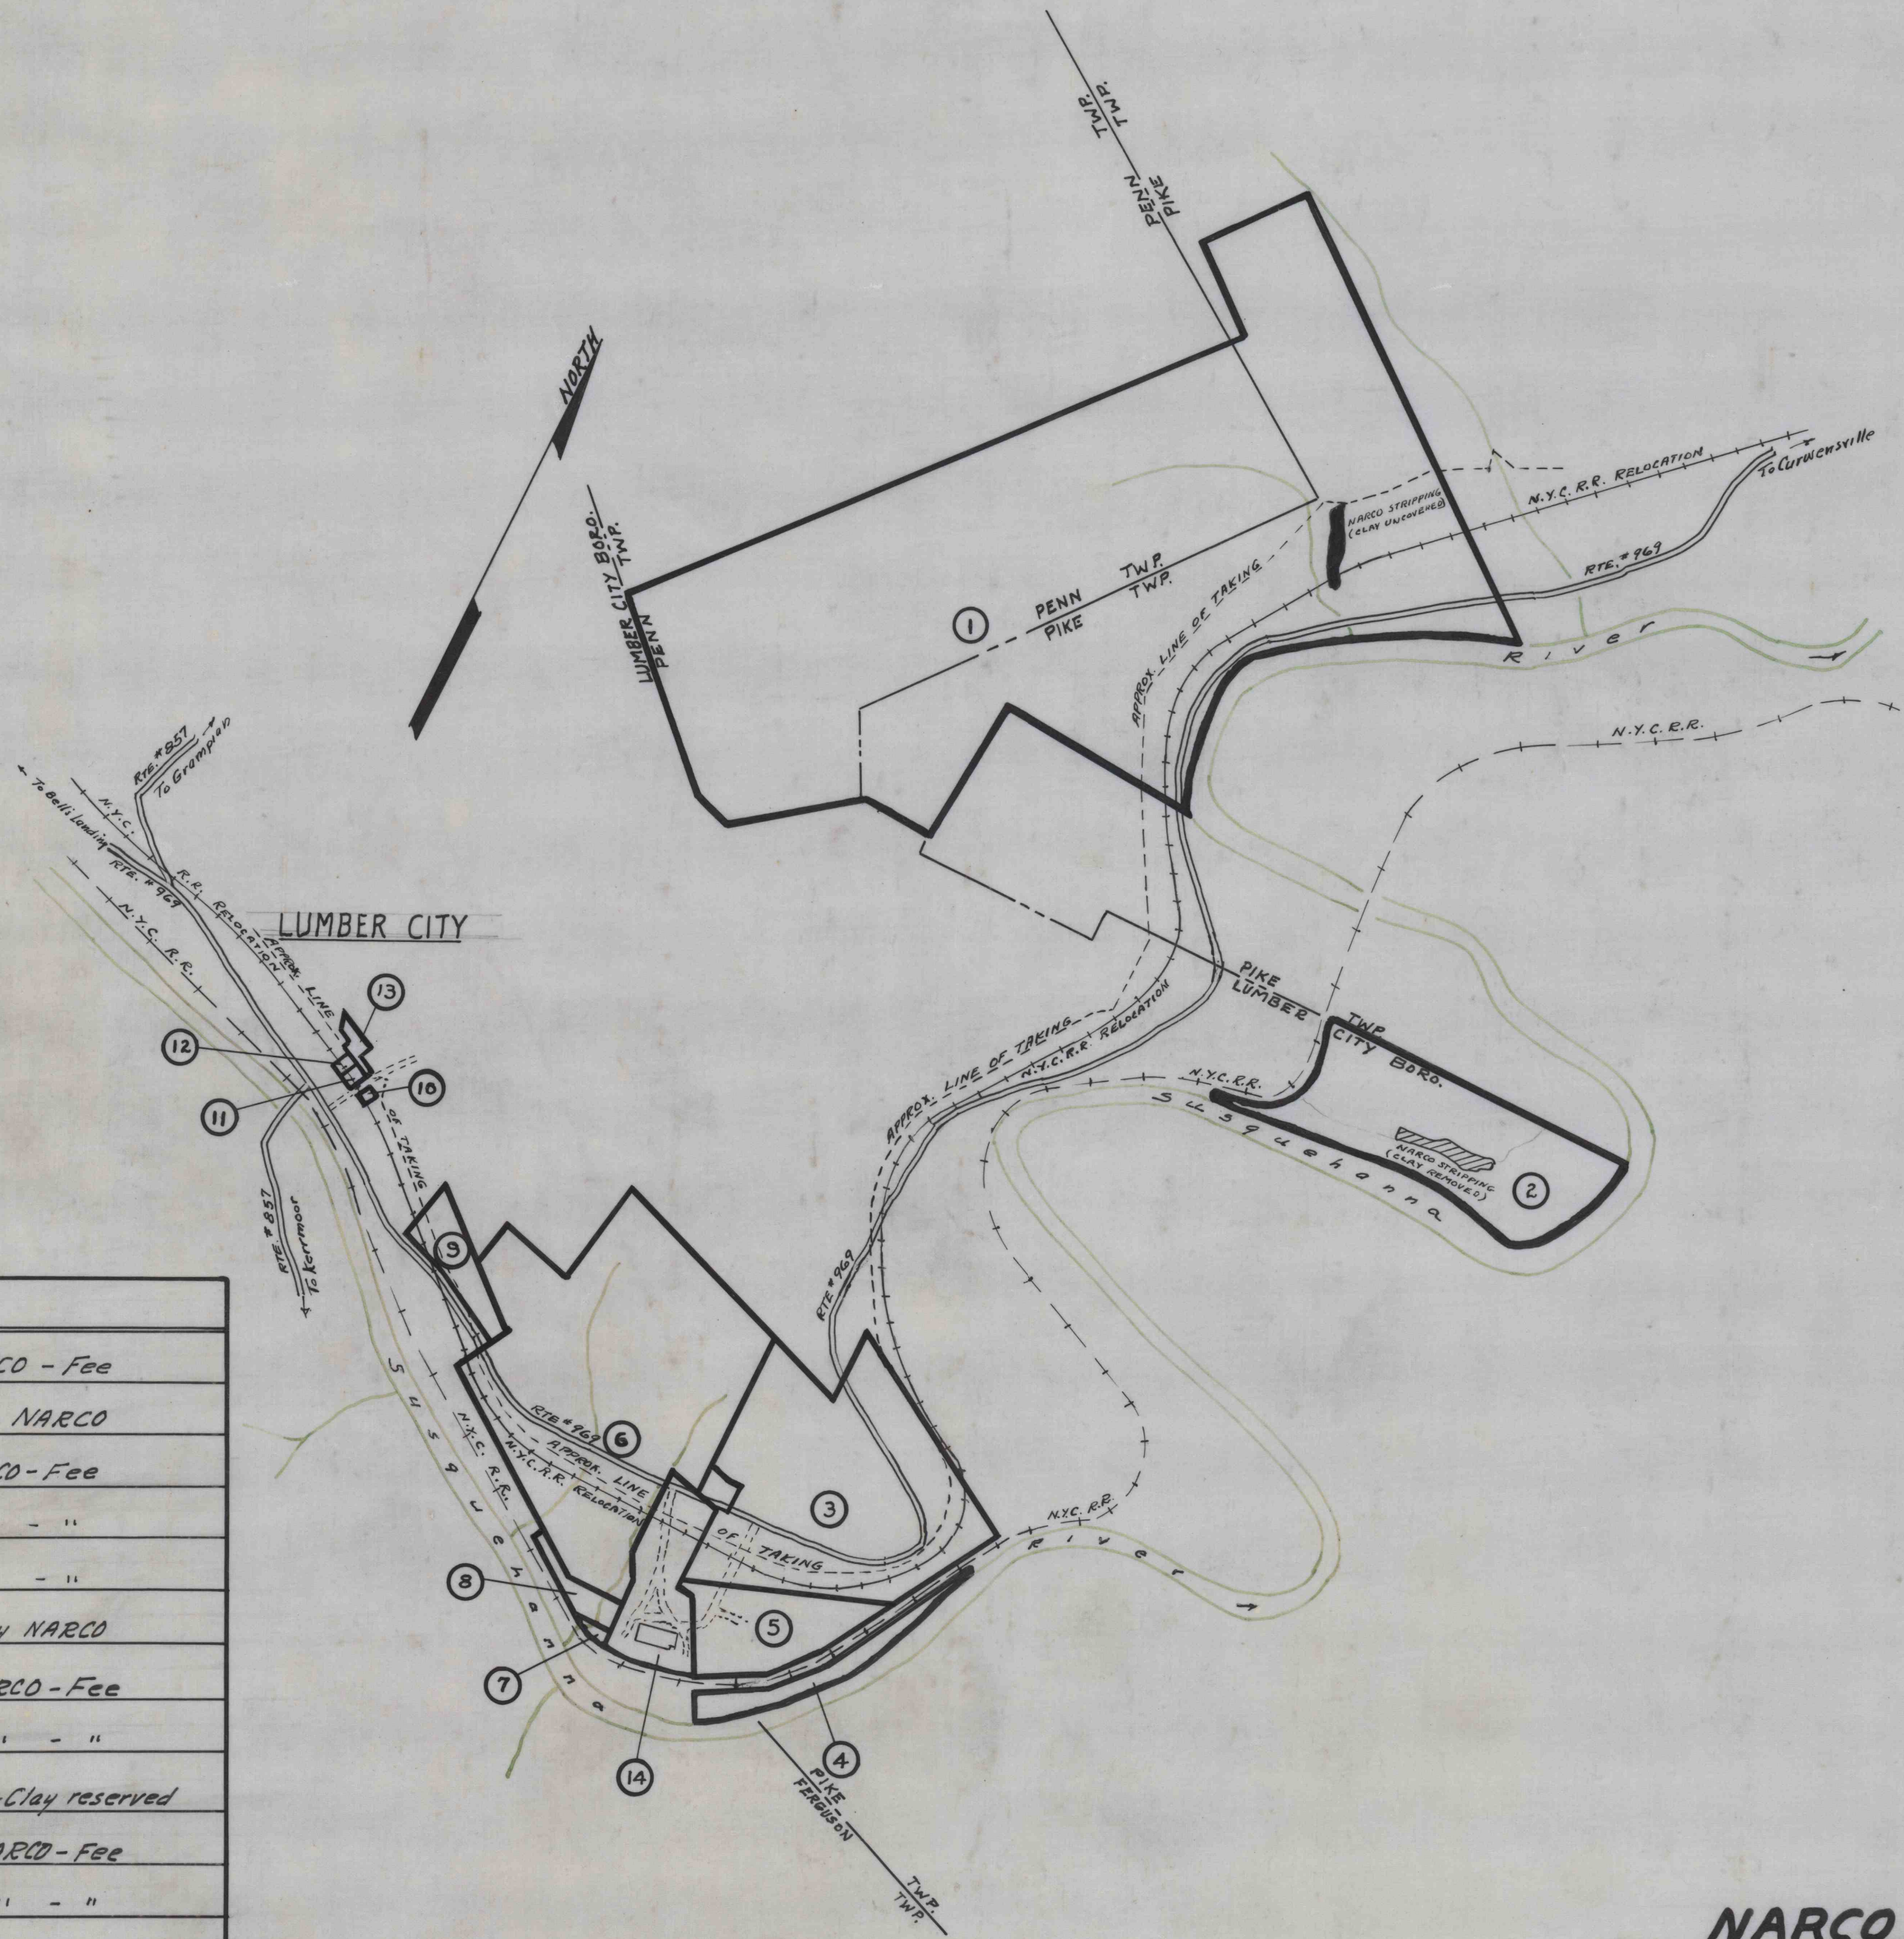 TWP.
TWP.
PENN
PIKE
NORTH
LUMBER CITY BORO.
PENN TWP.
1
PENN TWP.
PIKE TWP.
NARCO STRIPPING
(CLAY UNCOVERED)
N.Y.C. R.R. RELOCATION
To Curwensville
RTE. #969
APPROX. LINE OF TAKING
River
N.Y.C. R.R.
RTE. #857
To Grampian
To Bells Landing
N.Y.C. R.R. RELOCATION
RTE. #969
N.Y.C. R.R.
LUMBER CITY
APPROX. LINE OF TAKING
13
12
10
11
RTE. #857
To Kerrmoor
PIKE TWP.
LUMBER CITY BORO.
APPROX. LINE OF TAKING
N.Y.C.R.R. RELOCATION
N.Y.C.R.R.
Susquehanna
NARCO STRIPPING
(CLAY REMOVED)
2
9
RTE #969
Susquehanna
N.Y.C. R.R.
RTE #969
6
APPROX. LINE OF TAKING
N.Y.C.R.R. RELOCATION
3
N.Y.C. R.R.
River
8
5
7
14
4
PIKE TWP.
FERGUSON TWP.
CO - Fee
NARCO
CO - Fee
- "
- "
y NARCO
RCO - Fee
" - "
- Clay reserved
ARCO - Fee
" - "
NARCO